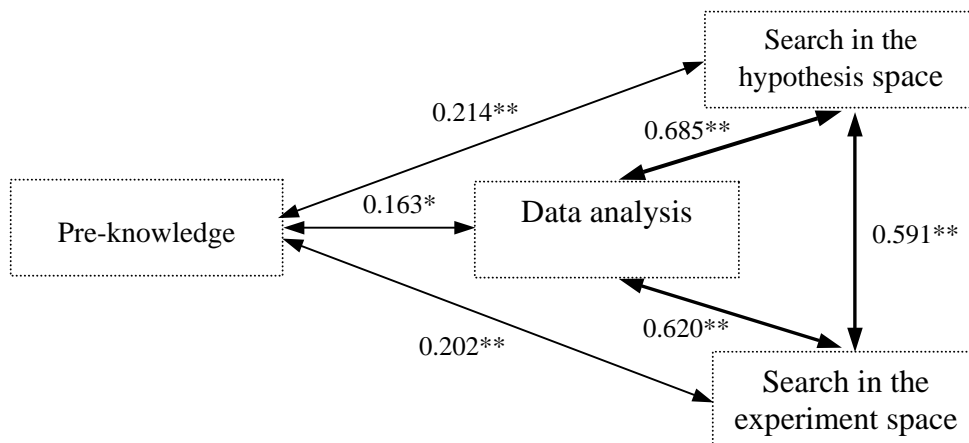 Search in the
hypothesis space
0.214**
0.685**
0.163*
Data analysis
Pre-knowledge
0.591**
0.620**
0.202**
Search in the
experiment space